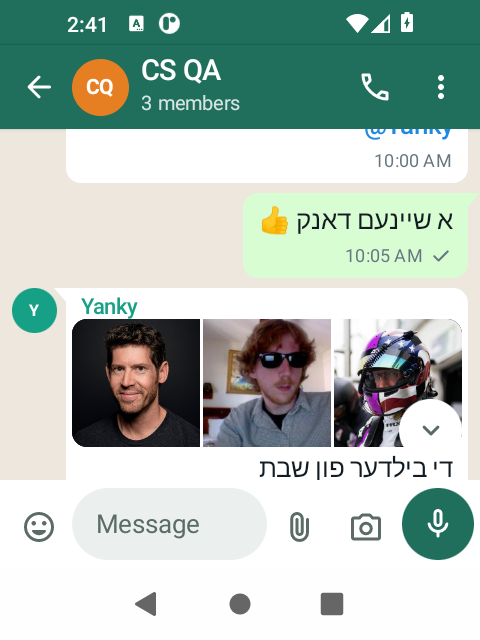 2:41
CQ
CS QA
3 members
@Yanky
10:00 AM
א שיינעם דאנק 👍
10:05 AM
Y
Yanky
די בילדער פון שבת
Message